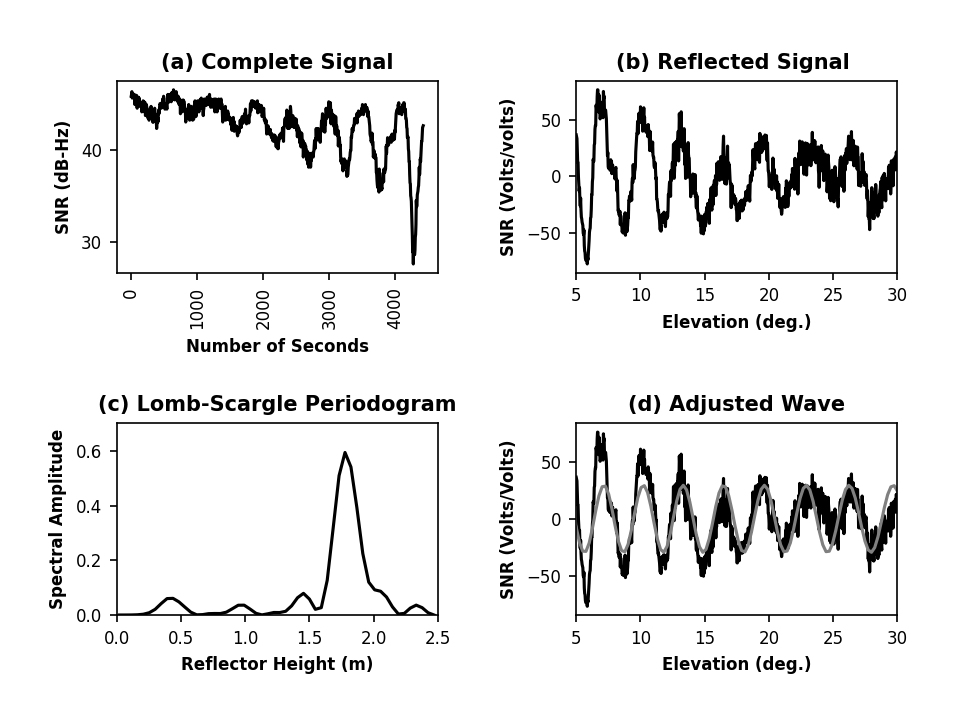 (a) Complete Signal
SNR (dB-Hz)
40
30
0
1000
2000
3000
4000
Number of Seconds
(b) Reflected Signal
SNR (Volts/volts)
50
0
−50
5
10
15
20
25
30
Elevation (deg.)
(c) Lomb-Scargle Periodogram
Spectral Amplitude
0.6
0.4
0.2
0.0
0.0
0.5
1.0
1.5
2.0
2.5
Reflector Height (m)
(d) Adjusted Wave
SNR (Volts/Volts)
50
0
−50
5
10
15
20
25
30
Elevation (deg.)